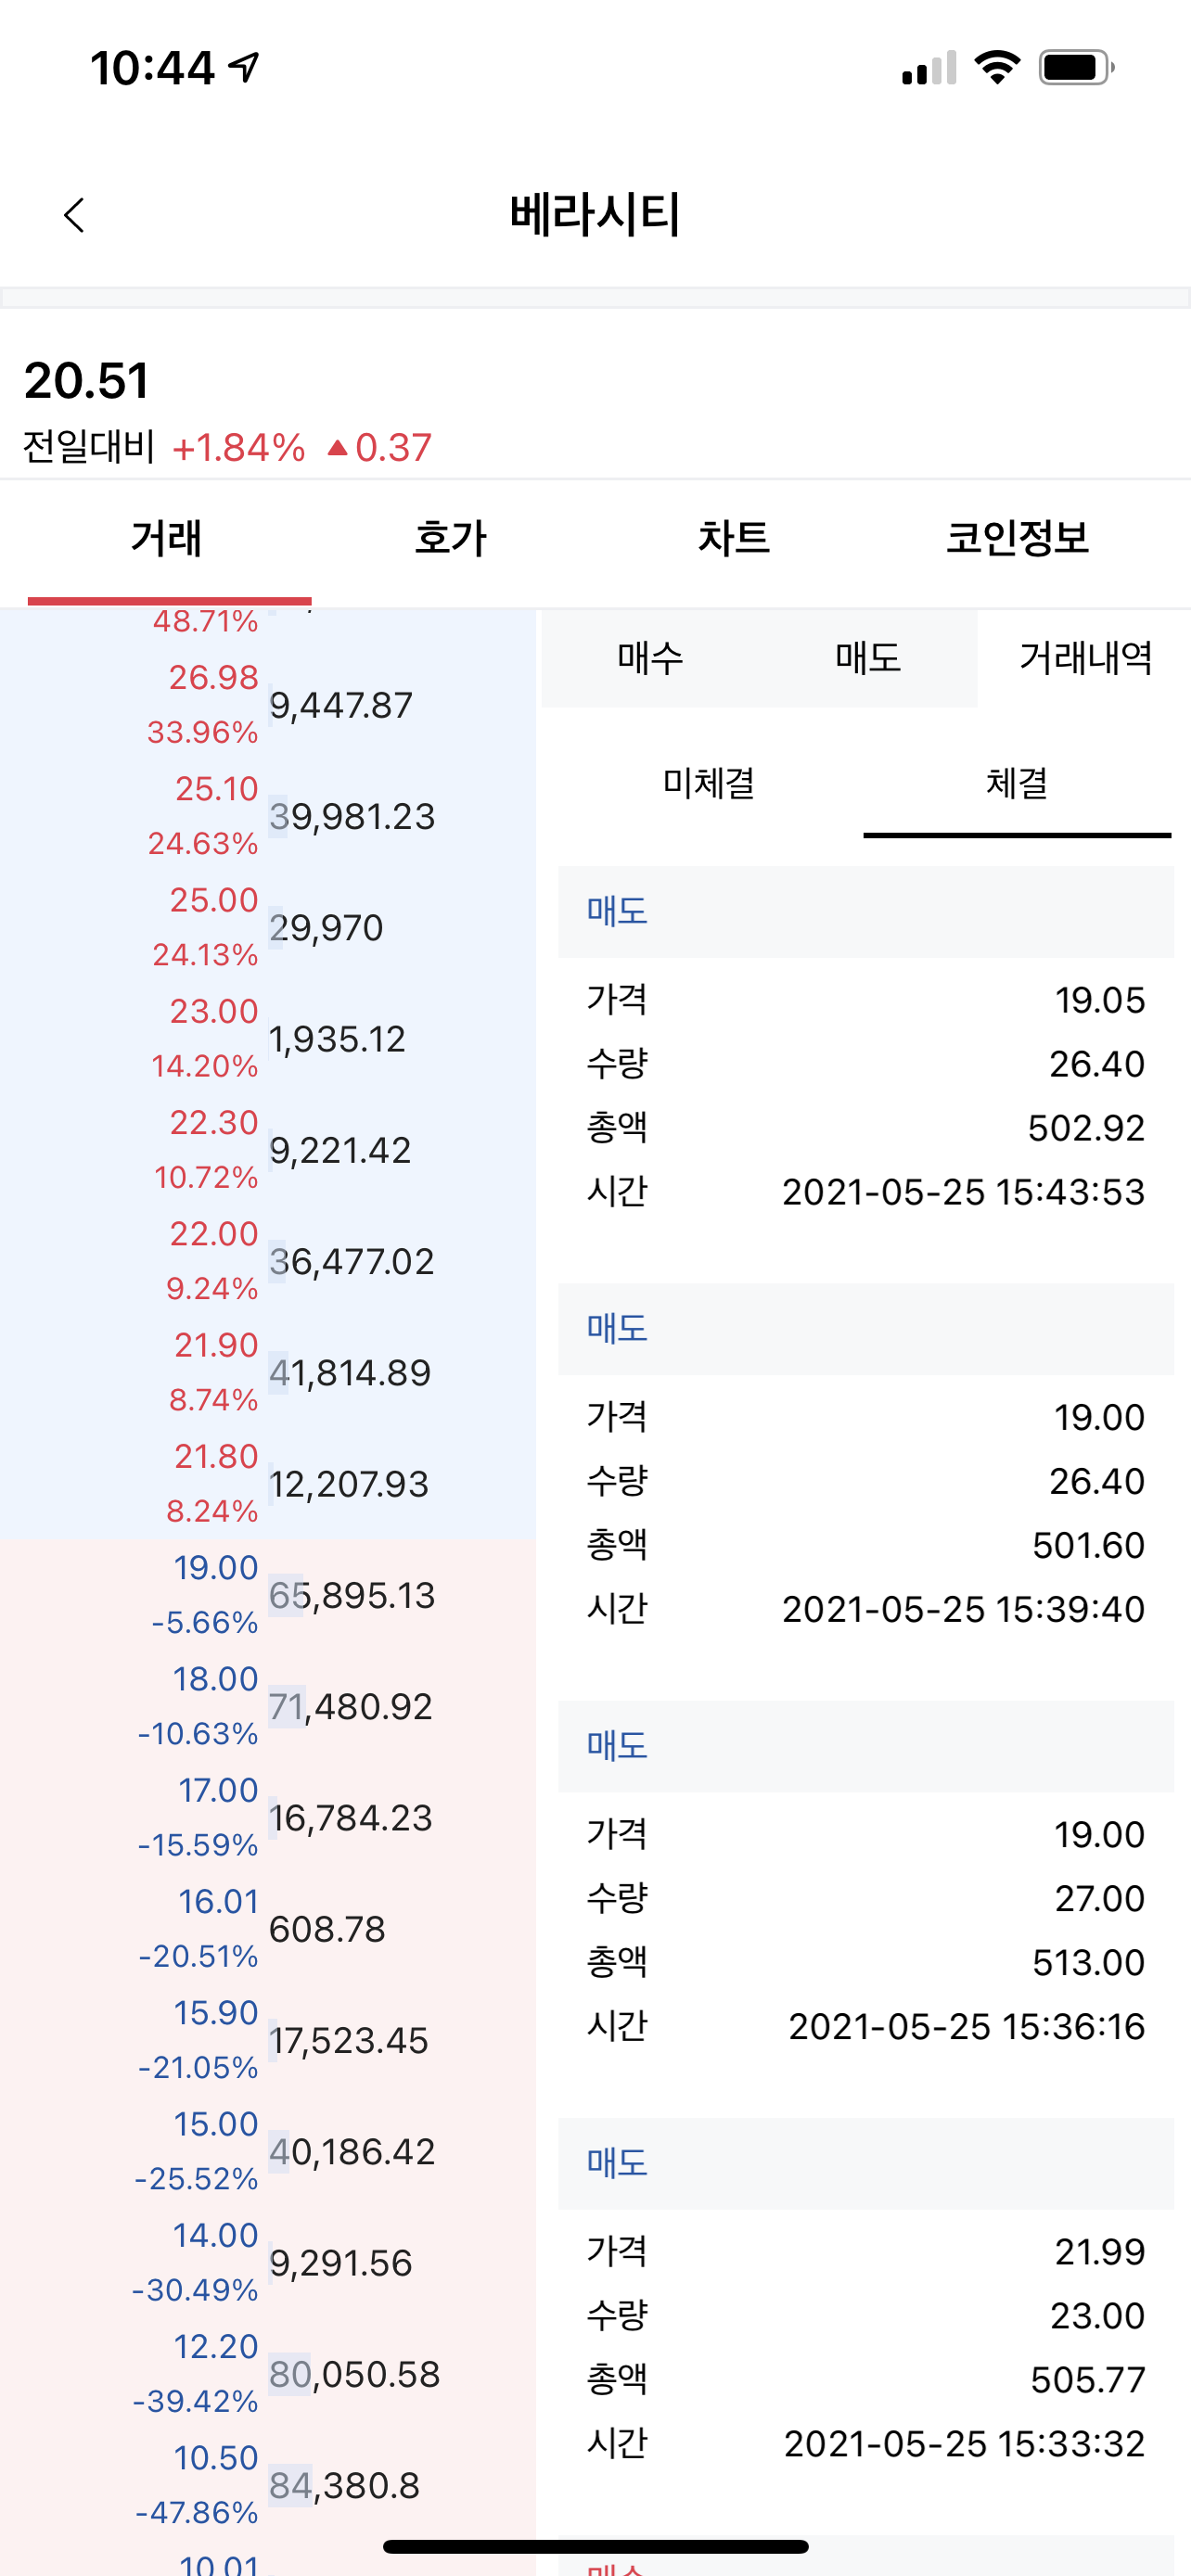 10:44
베라시티
20.51
전일대비 +1.84% ▲0.37
거래 호가 차트 코인정보
48.71%
26.98
33.96%
9,447.87
25.10
24.63%
39,981.23
25.00
24.13%
29,970
23.00
14.20%
1,935.12
22.30
10.72%
9,221.42
22.00
9.24%
36,477.02
21.90
8.74%
41,814.89
21.80
8.24%
12,207.93
19.00
-5.66%
65,895.13
18.00
-10.63%
71,480.92
17.00
-15.59%
16,784.23
16.01
-20.51%
608.78
15.90
-21.05%
17,523.45
15.00
-25.52%
40,186.42
14.00
-30.49%
9,291.56
12.20
-39.42%
80,050.58
10.50
-47.86%
84,380.8
10.01
매수 매도 거래내역
미체결 체결
매도
가격 19.05
수량 26.40
총액 502.92
시간 2021-05-25 15:43:53
매도
가격 19.00
수량 26.40
총액 501.60
시간 2021-05-25 15:39:40
매도
가격 19.00
수량 27.00
총액 513.00
시간 2021-05-25 15:36:16
매도
가격 21.99
수량 23.00
총액 505.77
시간 2021-05-25 15:33:32
매수